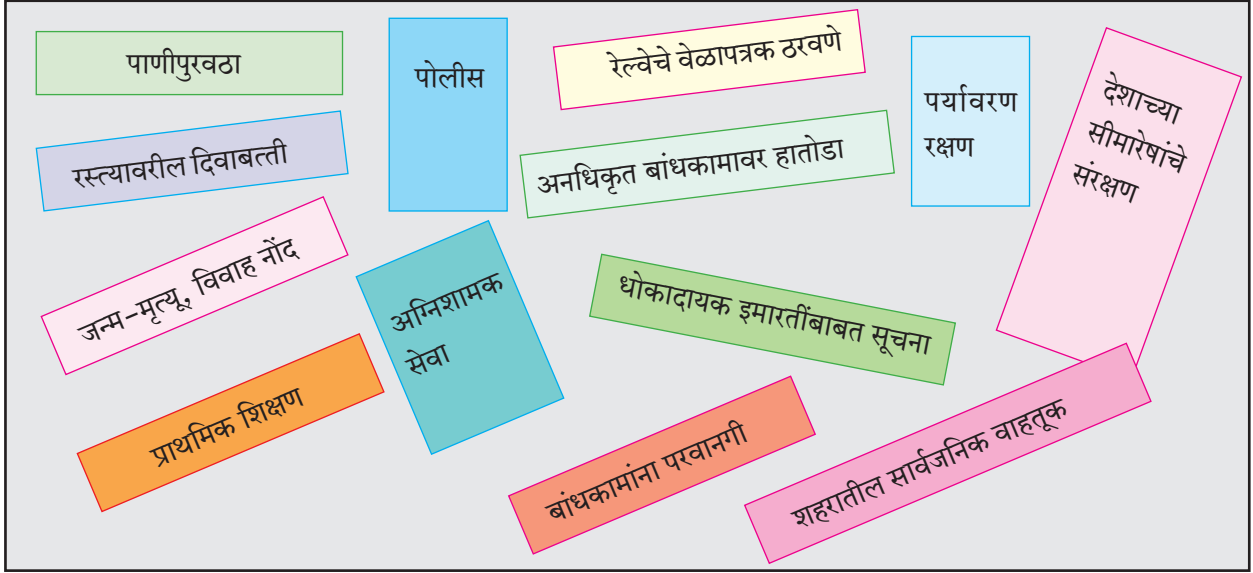 पाणीपुरवठा
पोलीस
रेल्वेचे वेळापत्रक ठरवणे
पर्यावरण
रक्षण
देशाच्या
सीमारेषांचे
संरक्षण
रस्त्यावरील दिवाबत्ती
अनधिकृत बांधकामावर हातोडा
जन्म-मृत्यू, विवाह नोंद
अग्निशामक
सेवा
धोकादायक इमारतींबाबत सूचना
प्राथमिक शिक्षण
बांधकामांना परवानगी
शहरातील सार्वजनिक वाहतूक